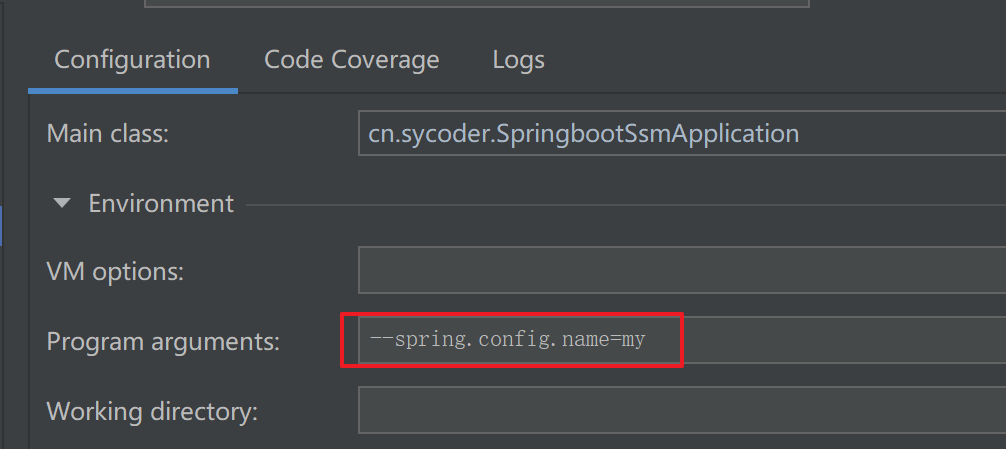 Configuration Code Coverage Logs
Main class: cn.sycoder.SpringbootSsmApplication
Environment
VM options:
Program arguments: --spring.config.name=my
Working directory: